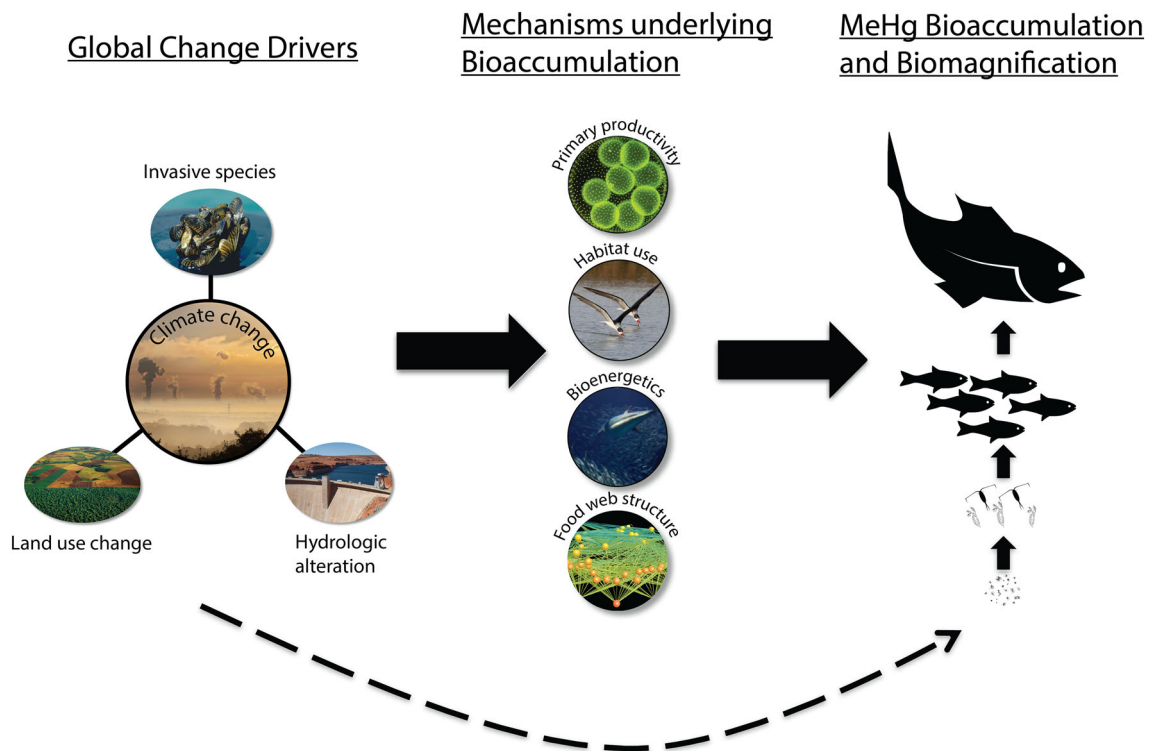 Global Change Drivers
Mechanisms underlying
Bioaccumulation
MeHg Bioaccumulation
and Biomagnification
Invasive species
Climate change
Land use change
Hydrologic
alteration
Primary productivity
Habitat use
Bioenergetics
Food web structure